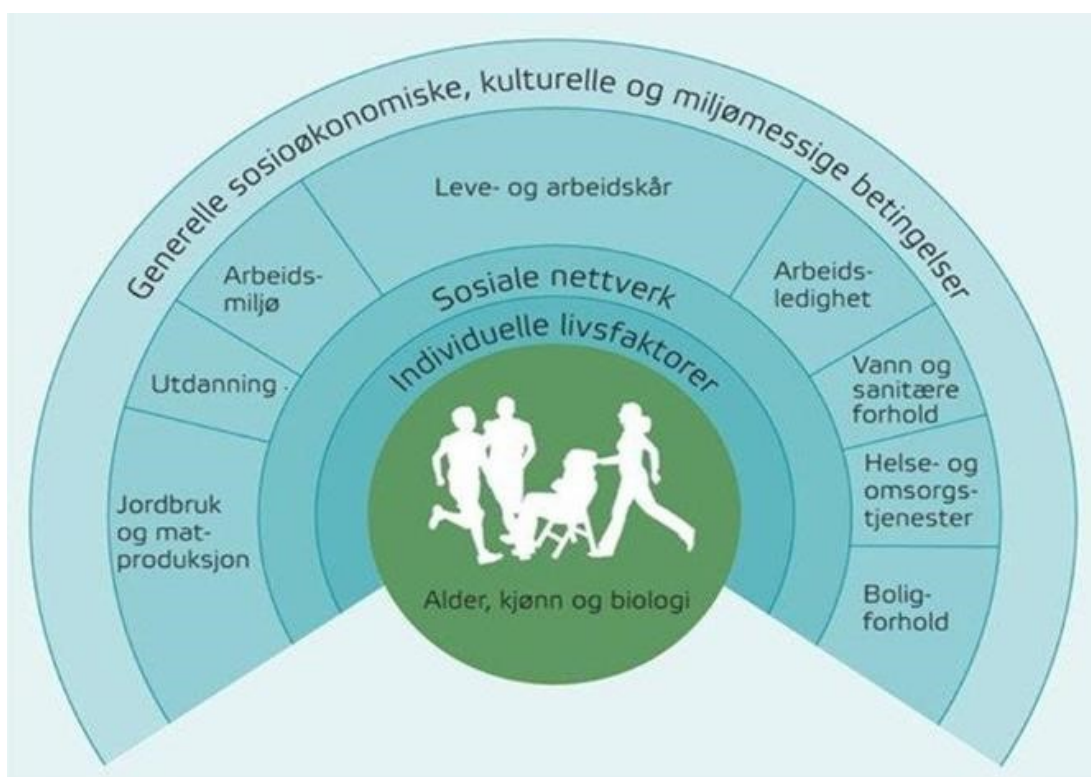 Generelle sosioøkonomiske, kulturelle og miljømessige betingelser
Leve- og arbeidskår
Arbeids-
miljø
Sosiale nettverk
Arbeids-
ledighet
Individuelle livsfaktorer
Utdanning
Vann og
sanitære
forhold
Jordbruk
og mat-
produksjon
Helse- og
omsorgs-
tjenester
Alder, kjønn og biologi
Bolig-
forhold